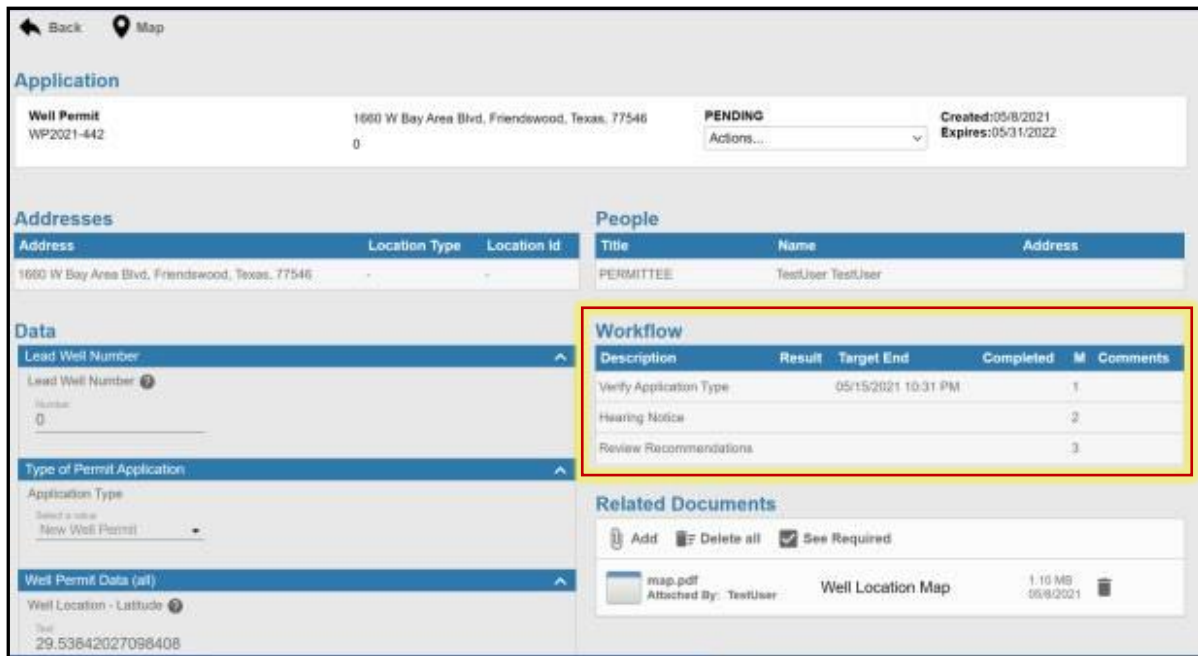 Back Map
Application
Well Permit
WP2021-442
1660 W Bay Area Blvd, Friendswood, Texas, 77546
0
PENDING
Actions...
Created:05/8/2021
Expires:05/31/2022
Addresses
Address Location Type Location Id
1660 W Bay Area Blvd, Friendswood, Texas, 77546 - -
People
Title Name Address
PERMITTEE TestUser TestUser
Data
Lead Well Number
Lead Well Number ?
Number
0
Type of Permit Application
Application Type
Select a value
New Well Permit
Well Permit Data (all)
Well Location - Latitude ?
Text
29.53842027098408
Workflow
Description Result Target End Completed M Comments
Verify Application Type 05/15/2021 10:31 PM 1
Hearing Notice 2
Review Recommendations 3
Related Documents
Add Delete all See Required
map.pdf
Attached By: TestUser
Well Location Map
1.10 MB
05/8/2021